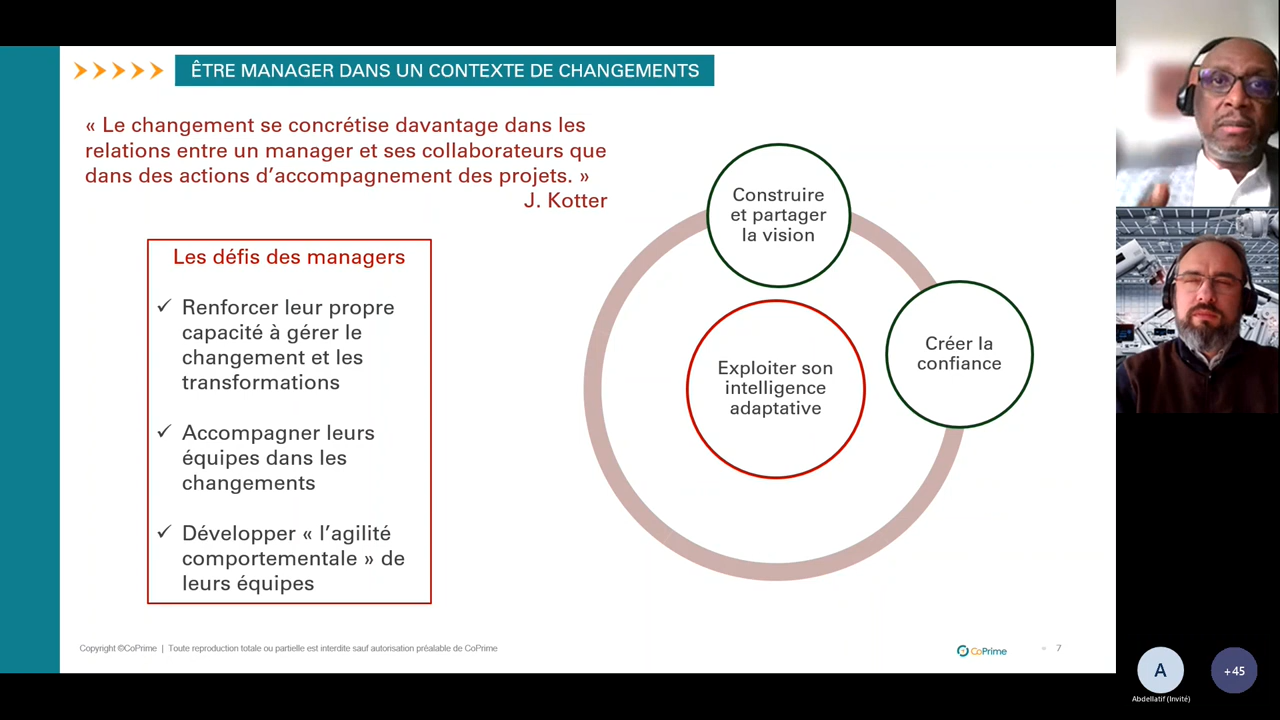 ÊTRE MANAGER DANS UN CONTEXTE DE CHANGEMENTS
« Le changement se concrétise davantage dans les
relations entre un manager et ses collaborateurs que
dans des actions d’accompagnement des projets. »
J. Kotter
Les défis des managers
✓ Renforcer leur propre
capacité à gérer le
changement et les
transformations
✓ Accompagner leurs
équipes dans les
changements
✓ Développer « l’agilité
comportementale » de
leurs équipes
Construire
et partager
la vision
Créer la
confiance
Exploiter son
intelligence
adaptative
Copyright ©CoPrime | Toute reproduction totale ou partielle est interdite sauf autorisation préalable de CoPrime
CoPrime
7
A
Abdellatif (Invité)
+45